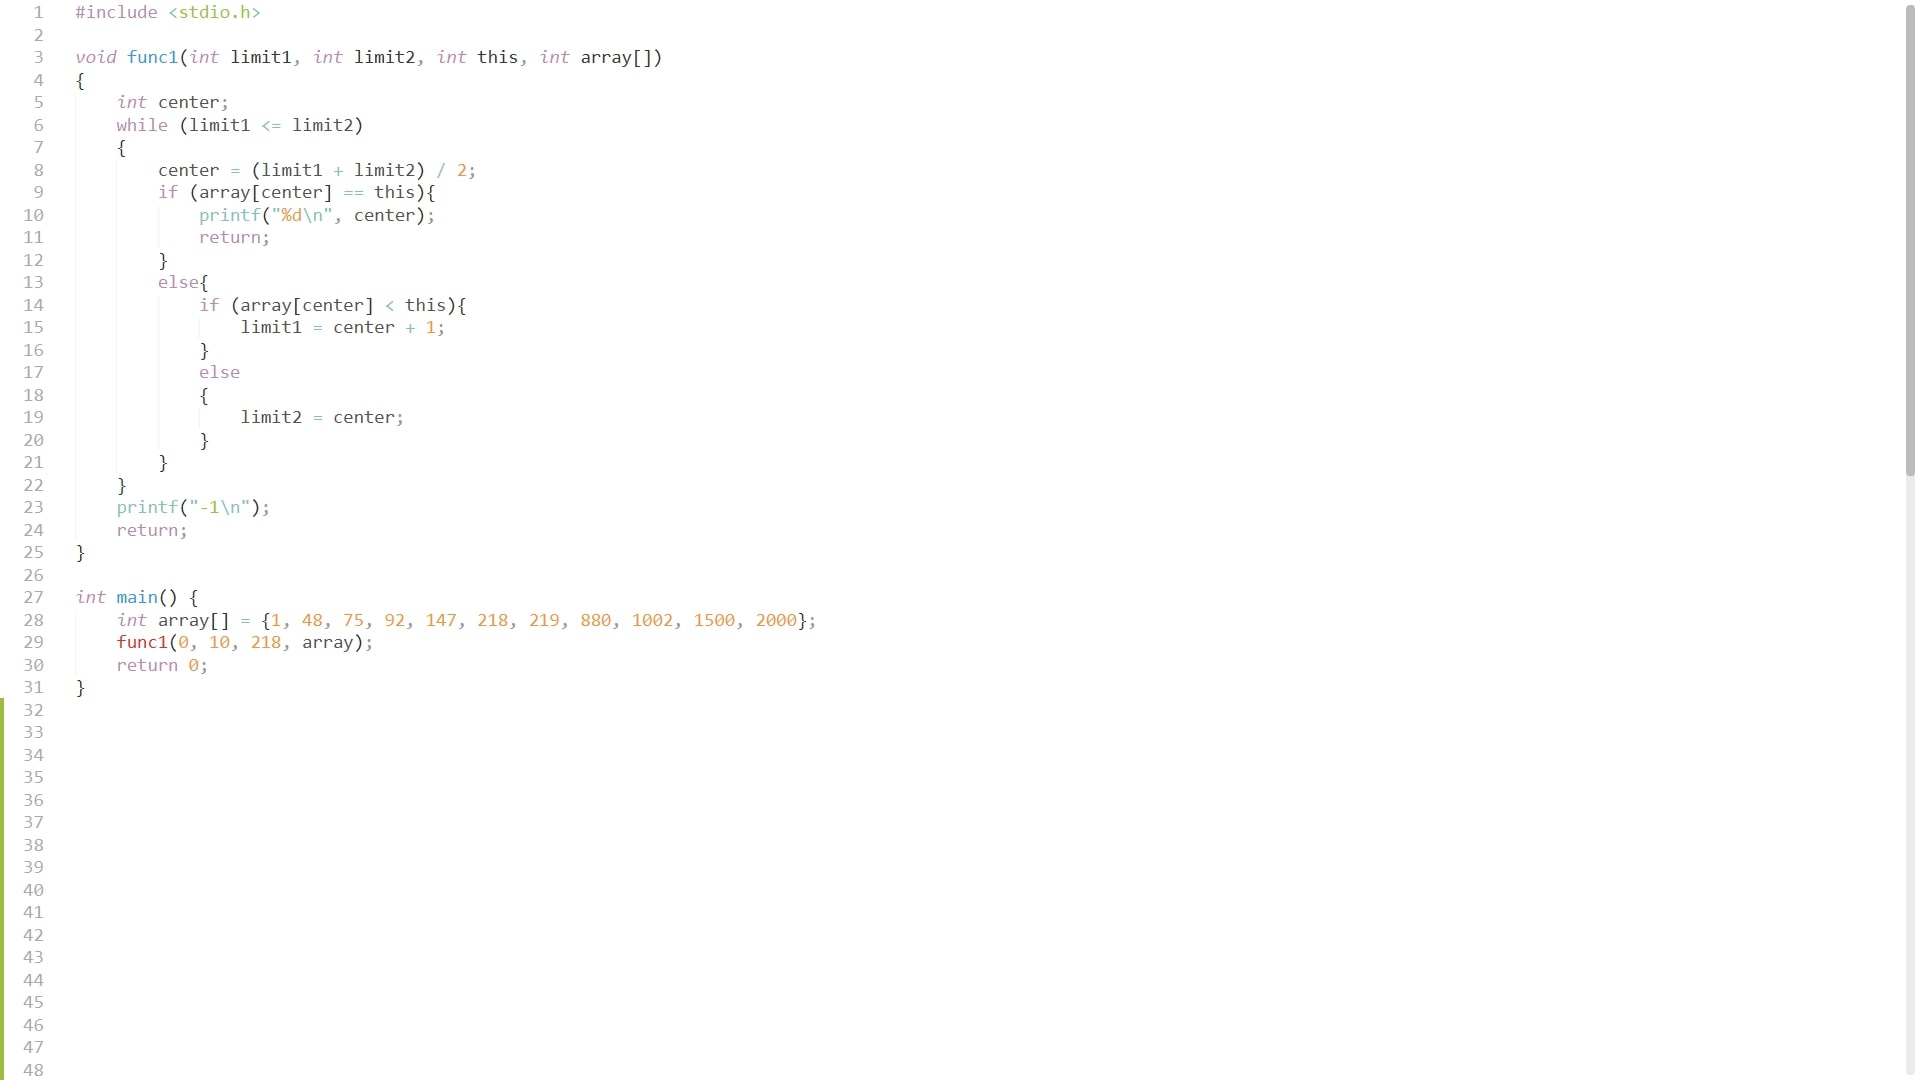 1 #include <stdio.h>
2
3 void func1(int limit1, int limit2, int this, int array[])
4 {
5     int center;
6     while (limit1 <= limit2)
7     {
8         center = (limit1 + limit2) / 2;
9         if (array[center] == this){
10             printf("%d\n", center);
11             return;
12         }
13         else{
14             if (array[center] < this){
15                 limit1 = center + 1;
16             }
17             else
18             {
19                 limit2 = center;
20             }
21         }
22     }
23     printf("-1\n");
24     return;
25 }
26
27 int main() {
28     int array[] = {1, 48, 75, 92, 147, 218, 219, 880, 1002, 1500, 2000};
29     func1(0, 10, 218, array);
30     return 0;
31 }
32
33
34
35
36
37
38
39
40
41
42
43
44
45
46
47
48